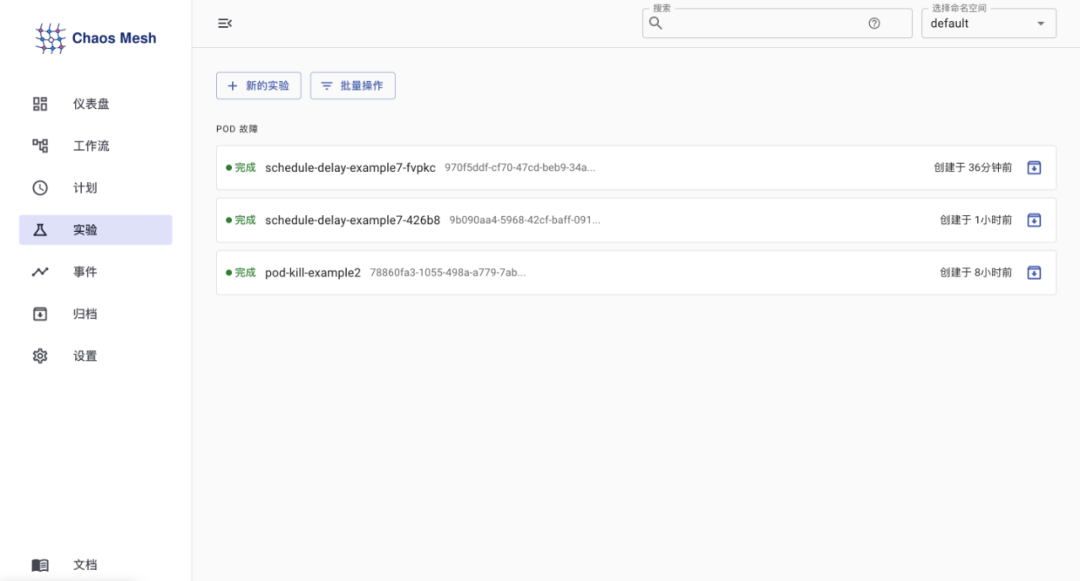 Chaos Mesh
搜索
选择命名空间
default
仪表盘
工作流
计划
实验
事件
归档
设置
文档
新的实验
批量操作
POD 故障
完成 schedule-delay-example7-fvpkc 970f5ddf-cf70-47cd-beb9-34a... 创建于 36分钟前
完成 schedule-delay-example7-426b8 9b090aa4-5968-42cf-baff-091... 创建于 1小时前
完成 pod-kill-example2 78860fa3-1055-498a-a779-7ab... 创建于 8小时前